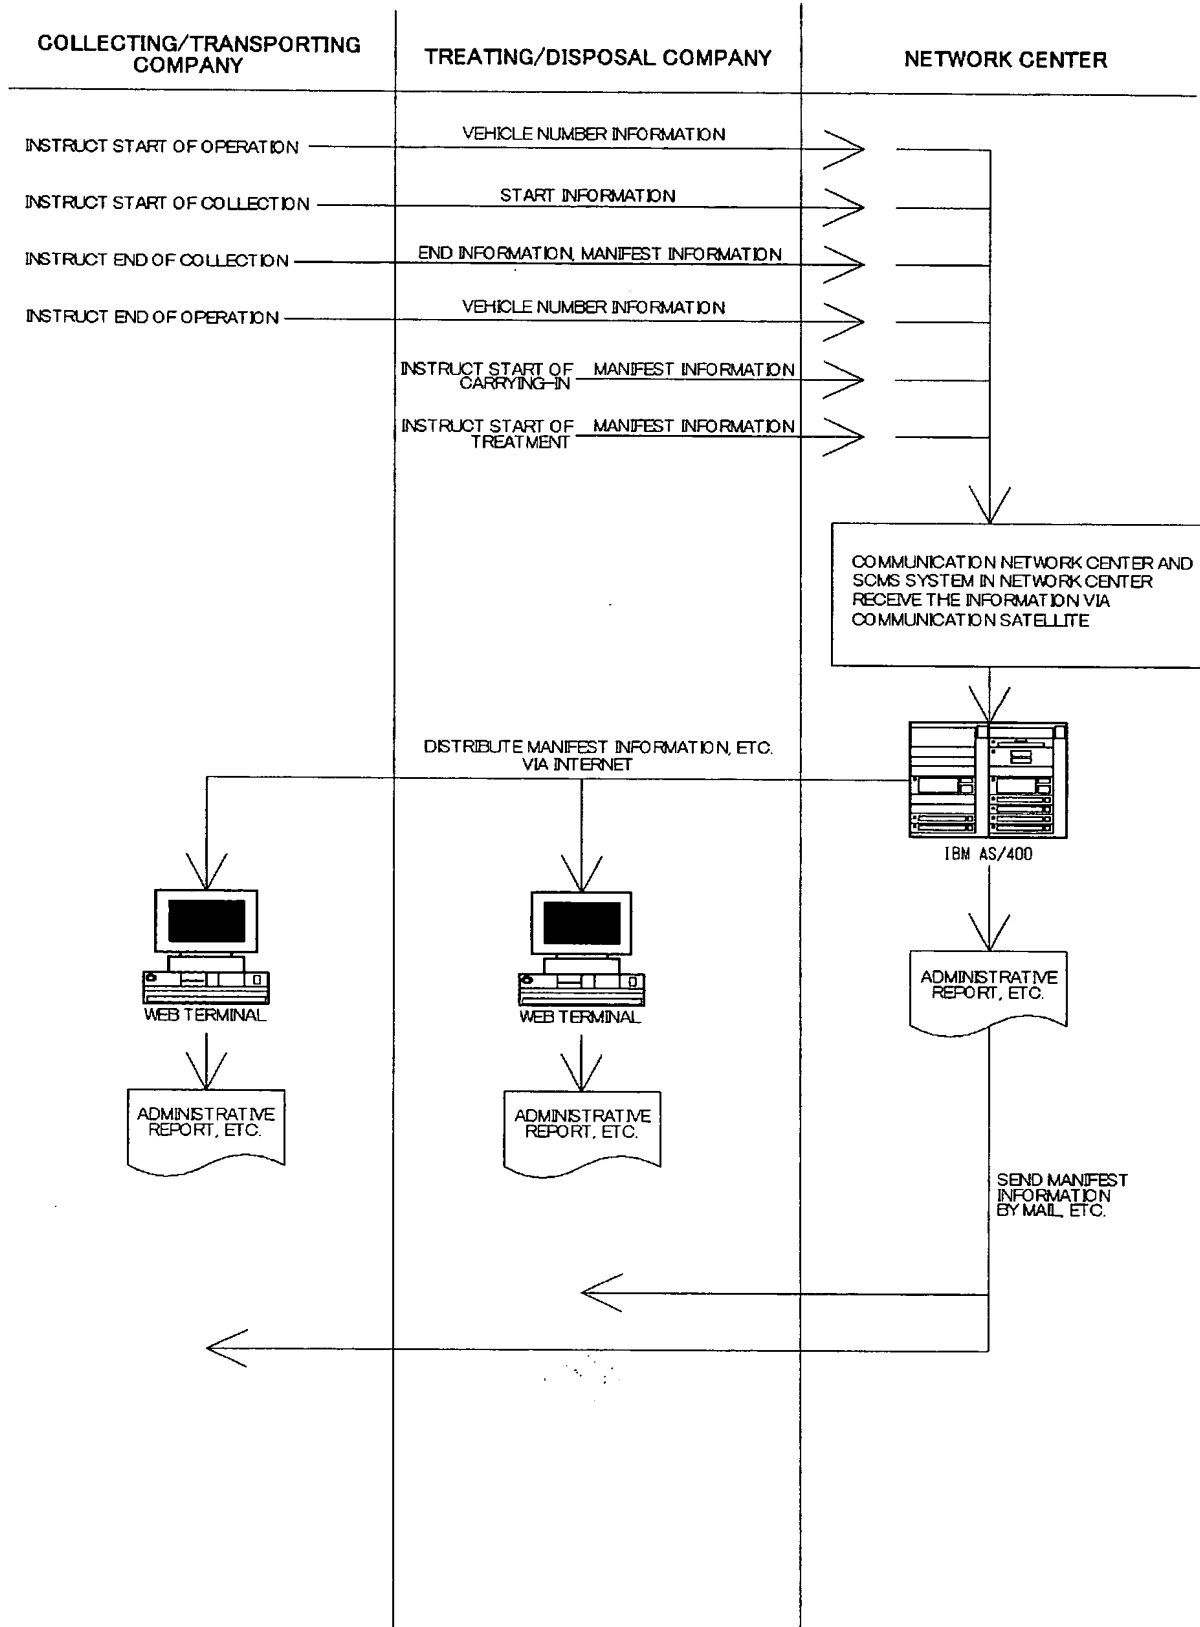 COLLECTING/TRANSPORTING
COMPANY
TREATING/DISPOSAL COMPANY
NETWORK CENTER
INSTRUCT START OF OPERATION
VEHICLE NUMBER INFORMATION
INSTRUCT START OF COLLECTION
START INFORMATION
INSTRUCT END OF COLLECTION
END INFORMATION, MANIFEST INFORMATION
INSTRUCT END OF OPERATION
VEHICLE NUMBER INFORMATION
INSTRUCT START OF
CARRYING-IN
MANIFEST INFORMATION
INSTRUCT START OF
TREATMENT
MANIFEST INFORMATION
COMMUNICATION NETWORK CENTER AND
SCMS SYSTEM IN NETWORK CENTER
RECEIVE THE INFORMATION VIA
COMMUNICATION SATELLITE
DISTRIBUTE MANIFEST INFORMATION, ETC.
VIA INTERNET
IBM AS/400
WEB TERMINAL
WEB TERMINAL
ADMINISTRATIVE
REPORT, ETC.
ADMINISTRATIVE
REPORT, ETC.
ADMINISTRATIVE
REPORT, ETC.
SEND MANIFEST
INFORMATION
BY MAIL, ETC.